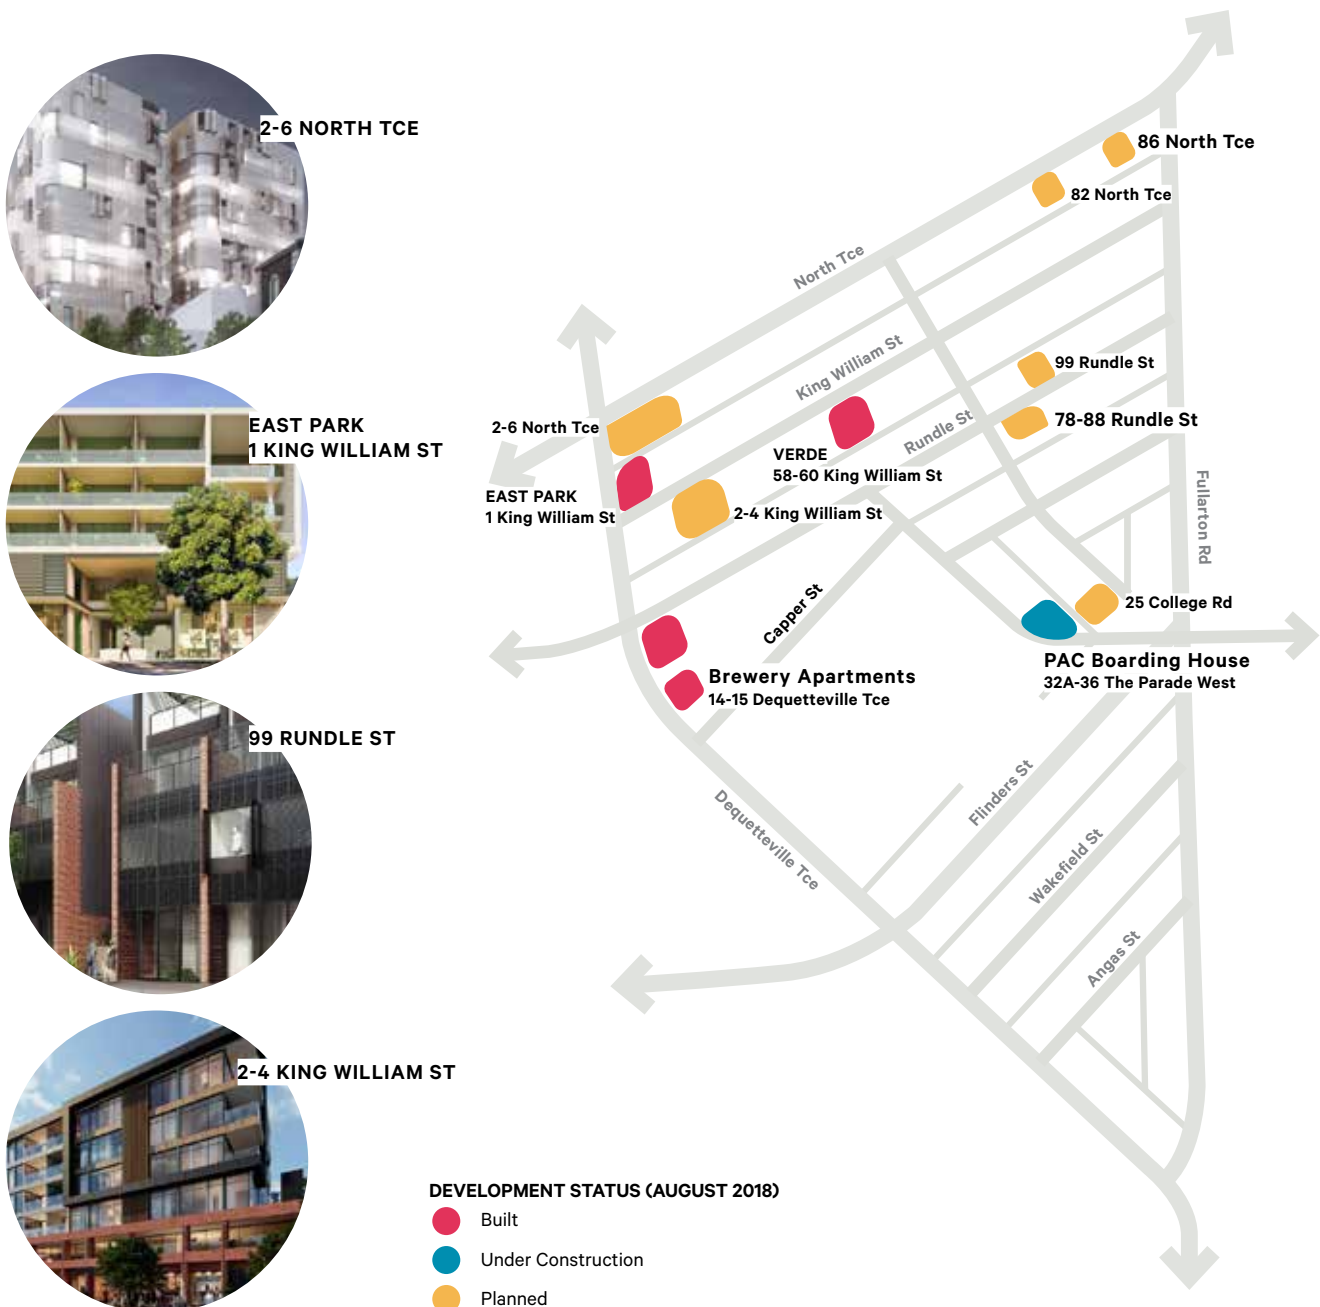 2-6 NORTH TCE
EAST PARK
1 KING WILLIAM ST
99 RUNDLE ST
2-4 KING WILLIAM ST
86 North Tce
82 North Tce
North Tce
King William St
99 Rundle St
Rundle St
78-88 Rundle St
2-6 North Tce
VERDE
58-60 King William St
EAST PARK
1 King William St
2-4 King William St
Fullarton Rd
Capper St
25 College Rd
PAC Boarding House
32A-36 The Parade West
Brewery Apartments
14-15 Dequetteville Tce
Dequetteville Tce
Flinders St
Wakefield St
Angas St
DEVELOPMENT STATUS (AUGUST 2018)
Built
Under Construction
Planned